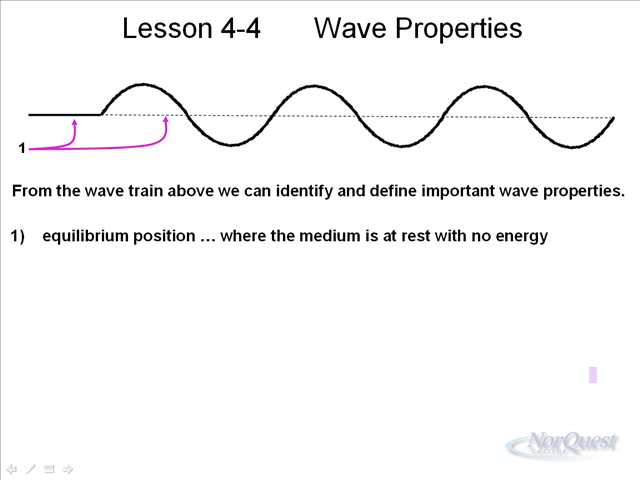 Lesson 4-4 Wave Properties
1
From the wave train above we can identify and define important wave properties.
1) equilibrium position … where the medium is at rest with no energy
NorQuest